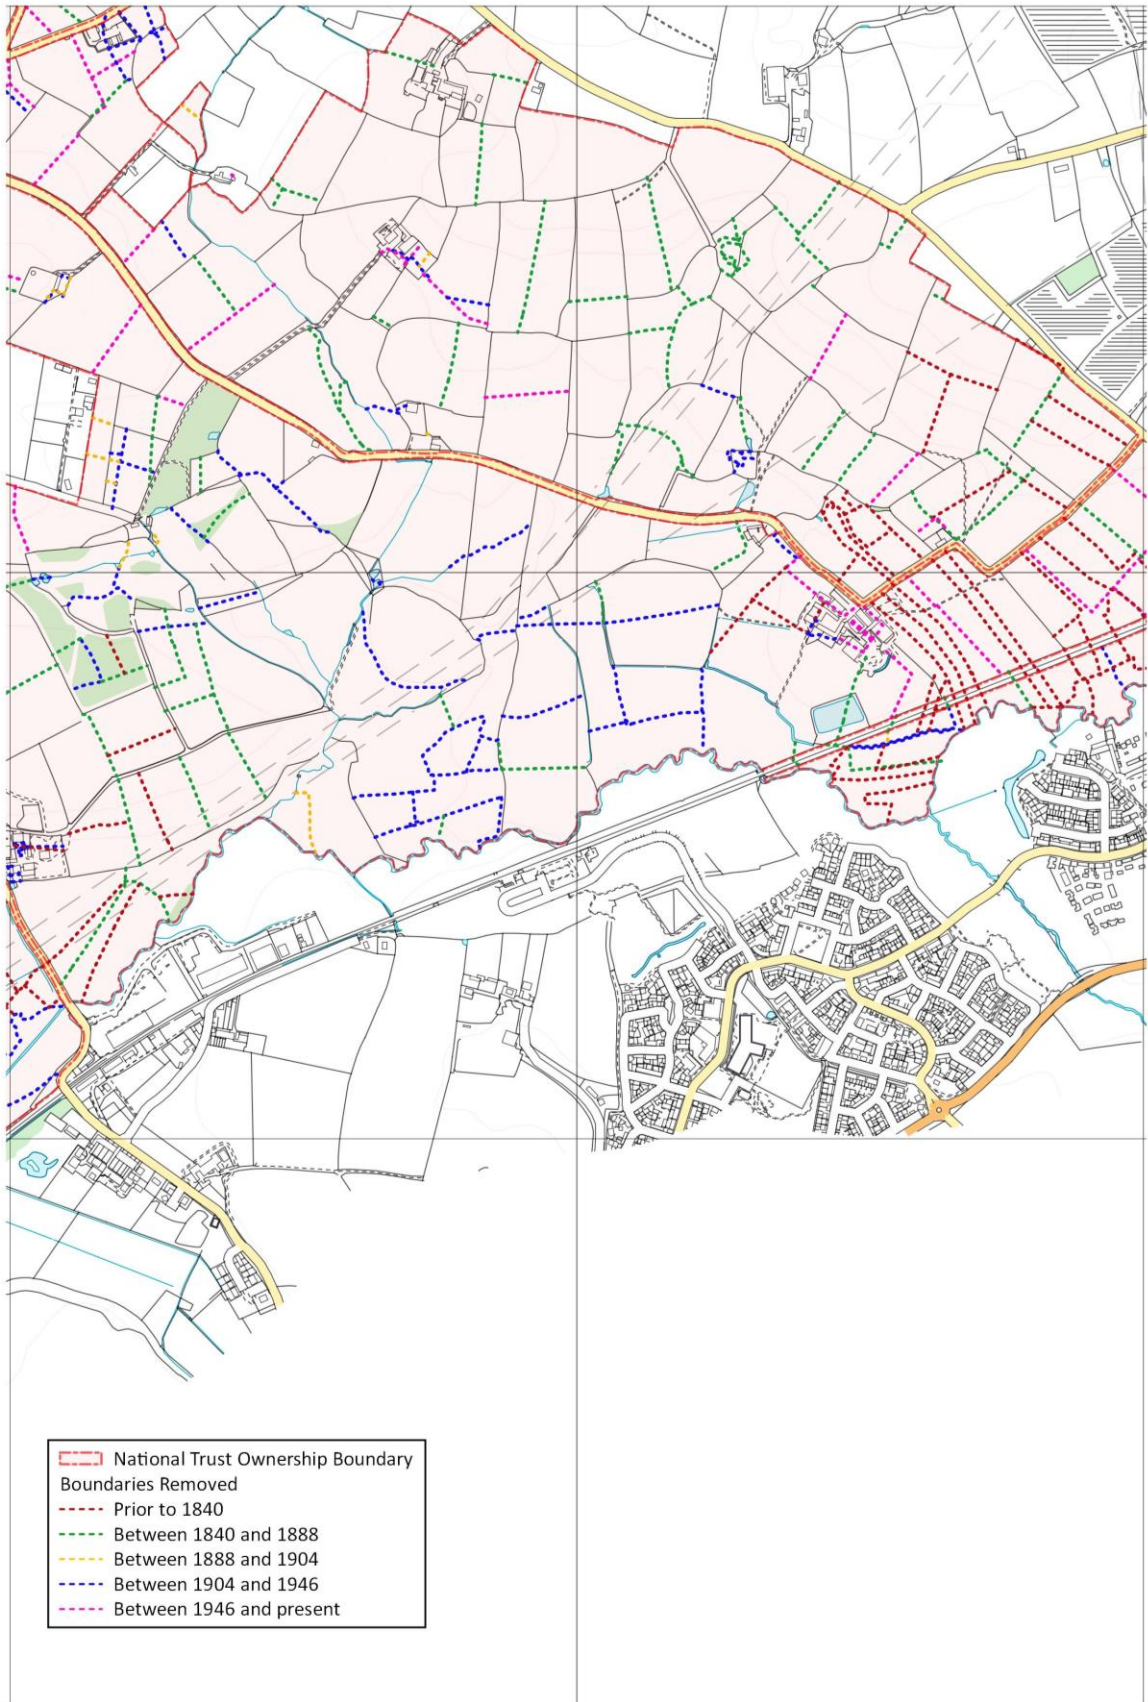 National Trust Ownership Boundary
Boundaries Removed
Prior to 1840
Between 1840 and 1888
Between 1888 and 1904
Between 1904 and 1946
Between 1946 and present